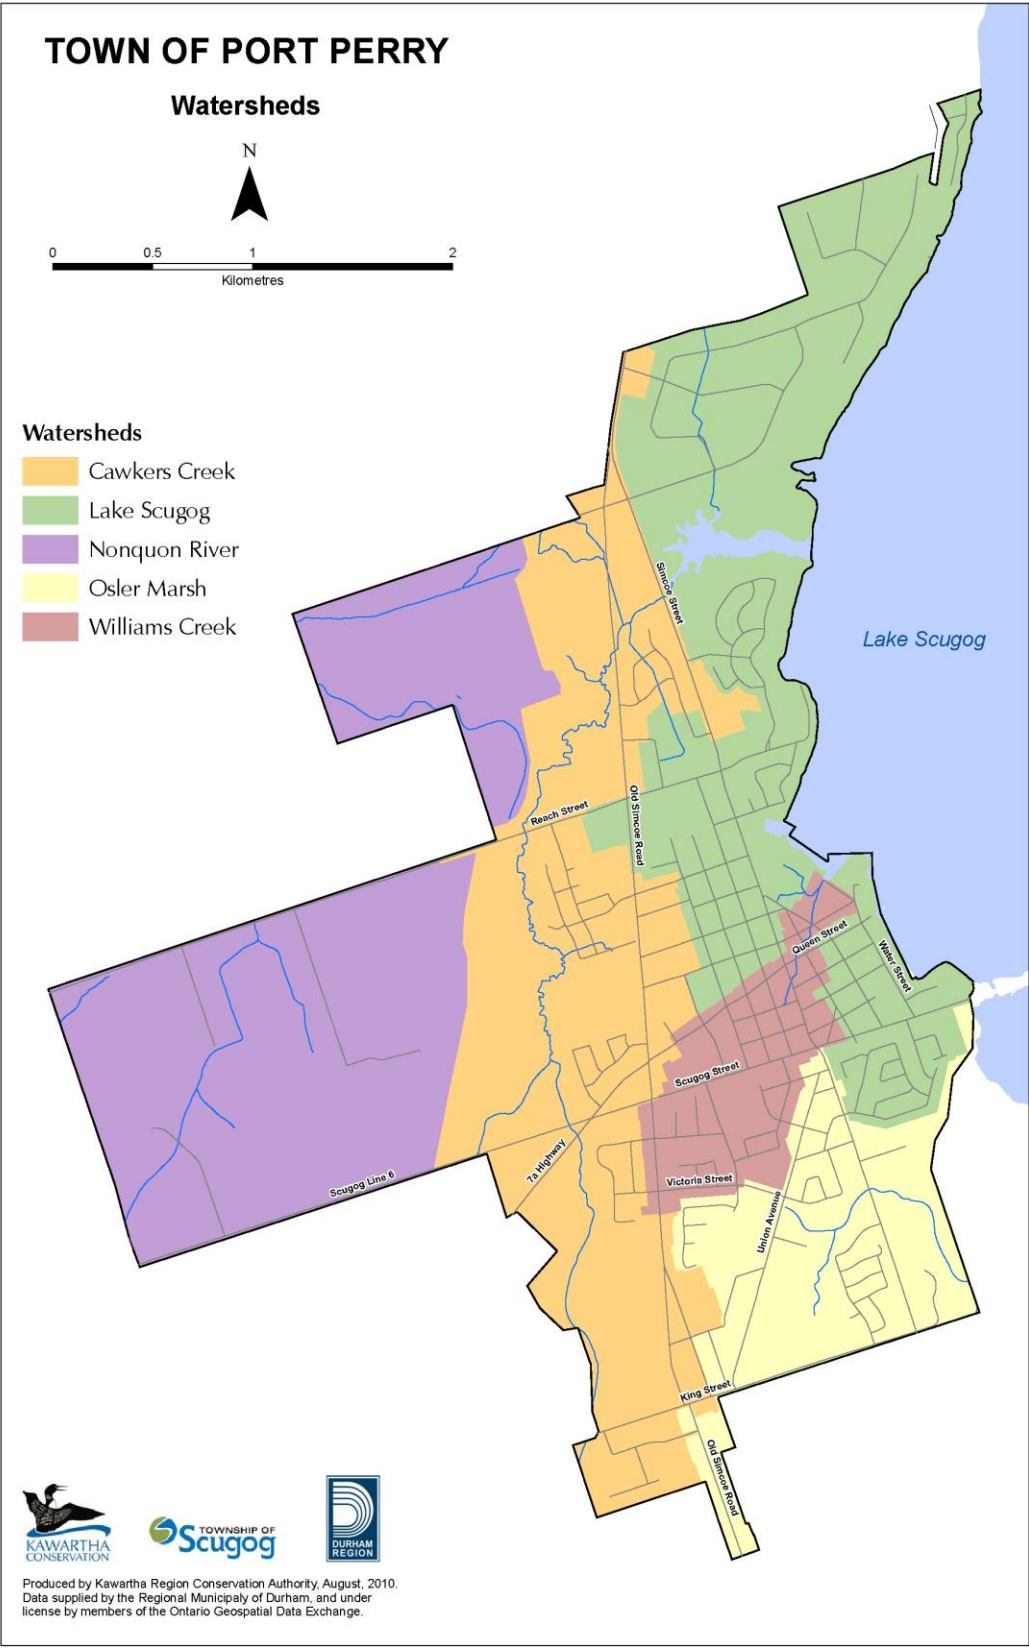 TOWN OF PORT PERRY
Watersheds
N
0 0.5 1 2
Kilometres
Watersheds
Cawkers Creek
Lake Scugog
Nonquon River
Osler Marsh
Williams Creek
Simcoe Street
Lake Scugog
Reach Street
Old Simcoe Road
Queen Street
Water Street
Scugog Street
7a Highway
Scugog Line 6
Victoria Street
Union Avenue
King Street
Old Simcoe Road
KAWARTHA
CONSERVATION
TOWNSHIP OF
Scugog
DURHAM
REGION
Produced by Kawartha Region Conservation Authority, August, 2010.
Data supplied by the Regional Municipaly of Durham, and under
license by members of the Ontario Geospatial Data Exchange.